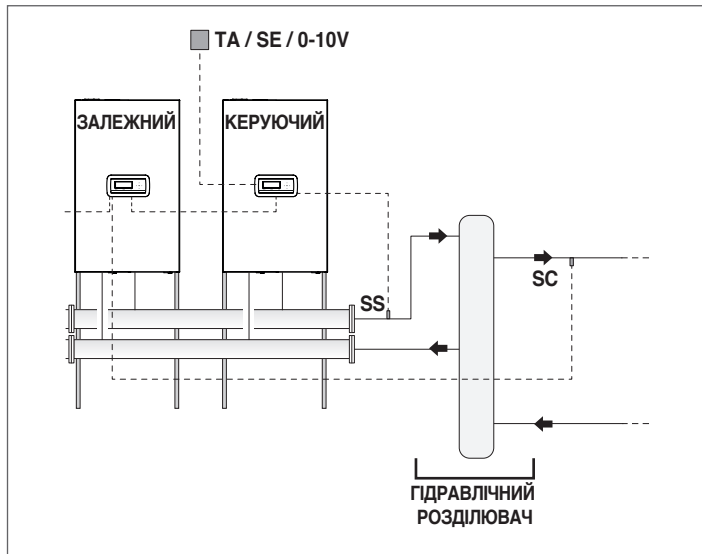 TA / SE / 0-10V
ЗАЛЕЖНИЙ
КЕРУЮЧИЙ
SS
SC
ГІДРАВЛІЧНИЙ
РОЗДІЛЮВАЧ